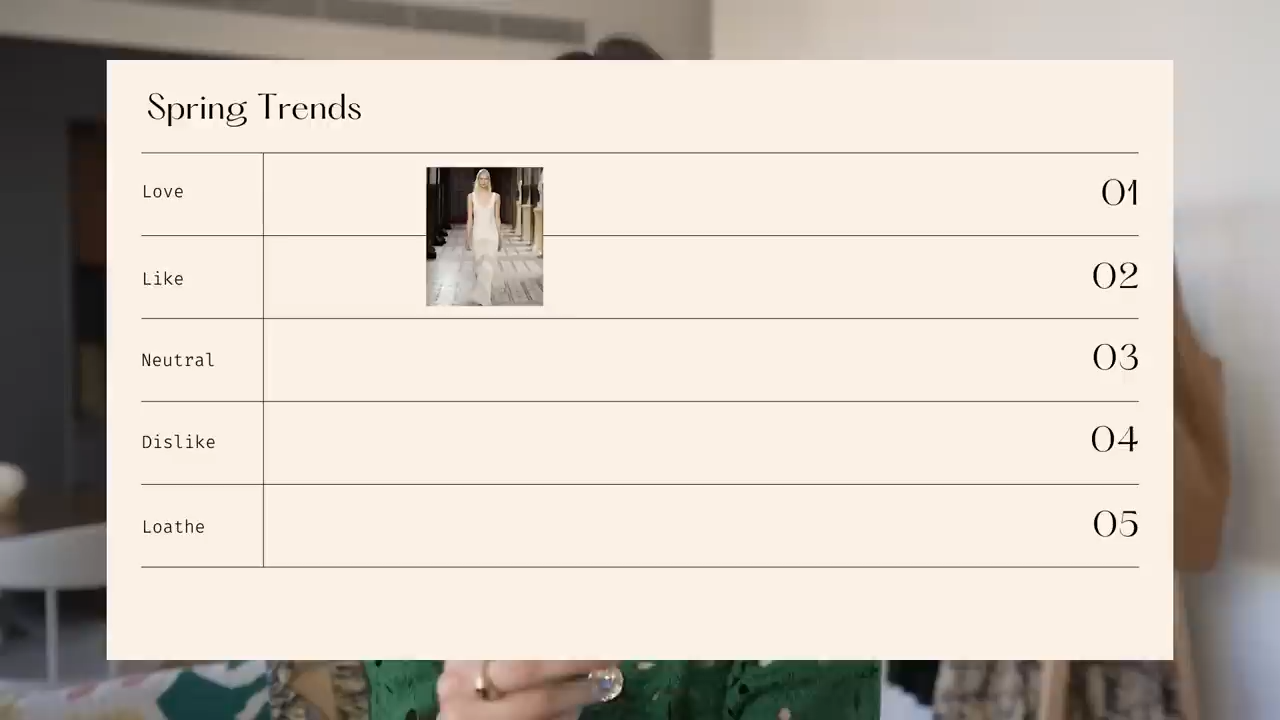 Spring Trends
Love 01
Like 02
Neutral 03
Dislike 04
Loathe 05